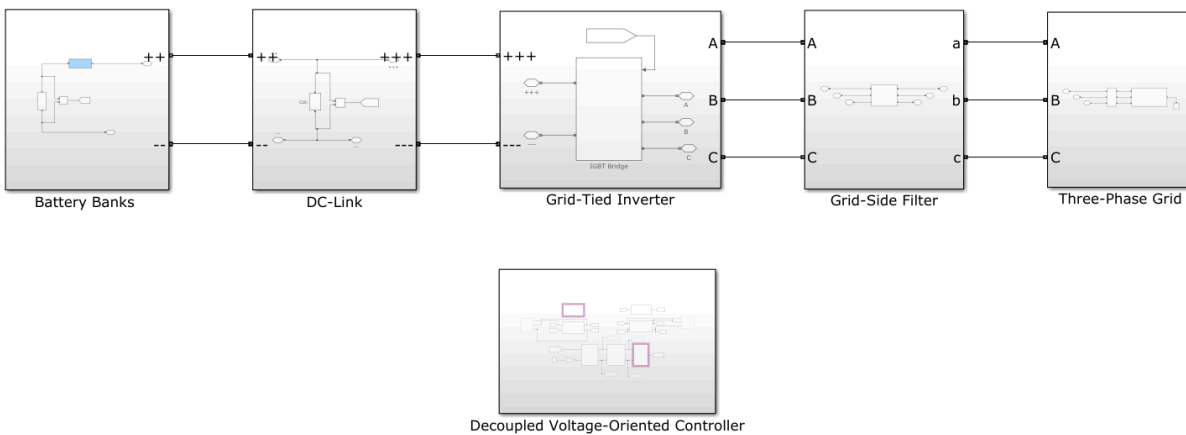 ++ ++ +++ +++ A A a A
+++ A
B B b B
B
--- C
-- -- --- --- C C c C
IGBT Bridge
Battery Banks DC-Link Grid-Tied Inverter Grid-Side Filter Three-Phase Grid
Decoupled Voltage-Oriented Controller